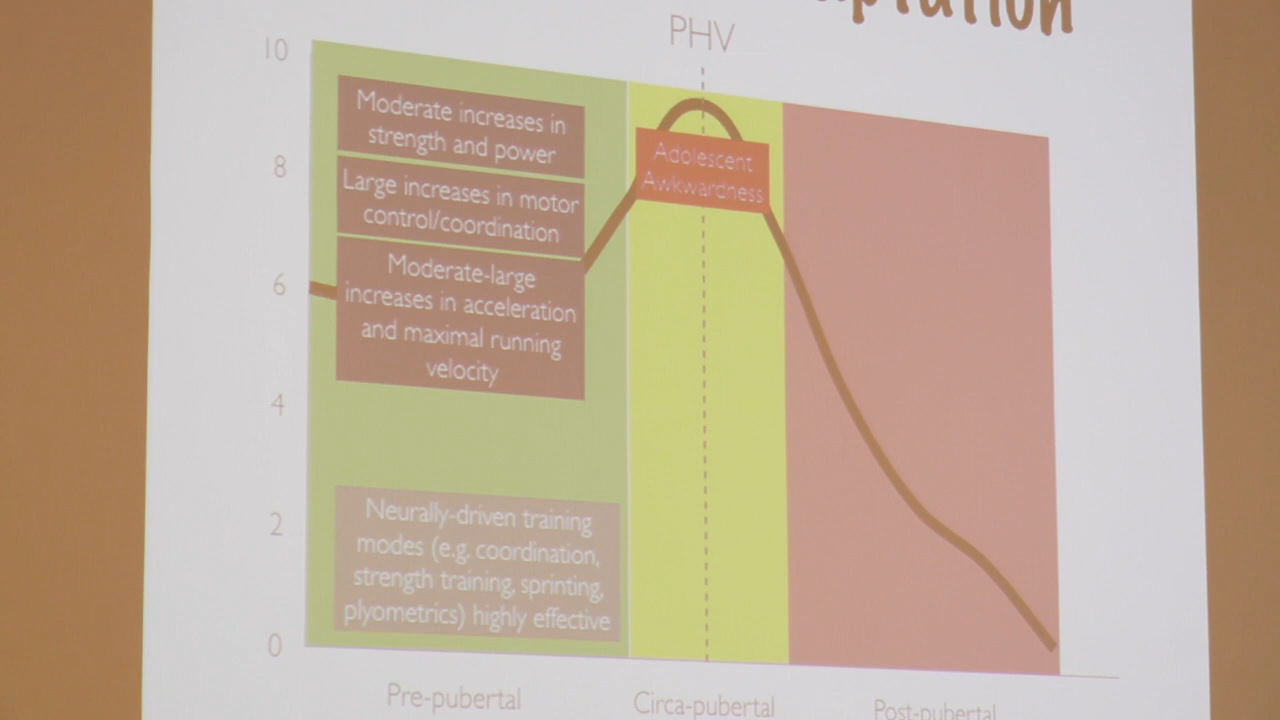 PHV
10
8
6
4
2
0
Moderate increases in
strength and power
Large increases in motor
control/coordination
Moderate-large
increases in acceleration
and maximal running
velocity
Neurally-driven training
modes (e.g. coordination,
strength training, sprinting,
plyometrics) highly effective
Adolescent
Awkwardness
Pre-pubertal
Circa-pubertal
Post-pubertal